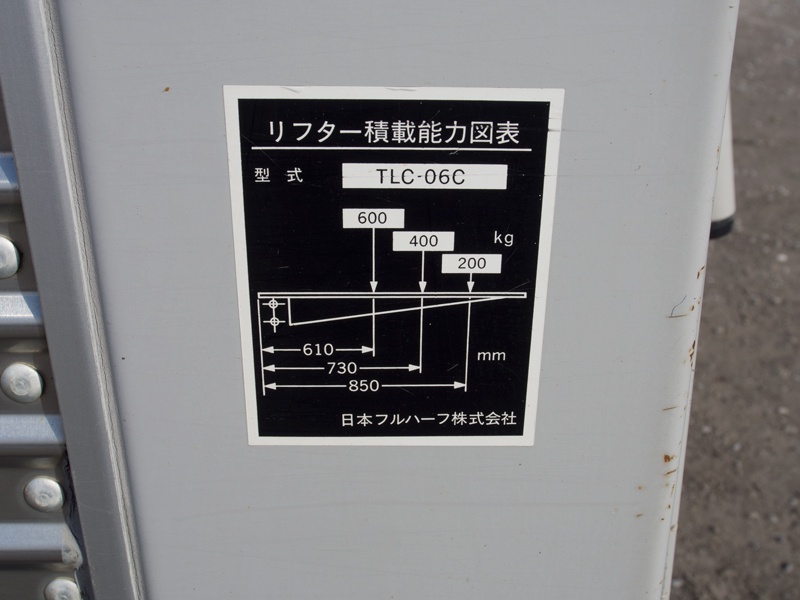 リフター積載能力図表
型式 TLC-06C
600
400 kg
200
610 mm
730
850
日本フルハーフ株式会社